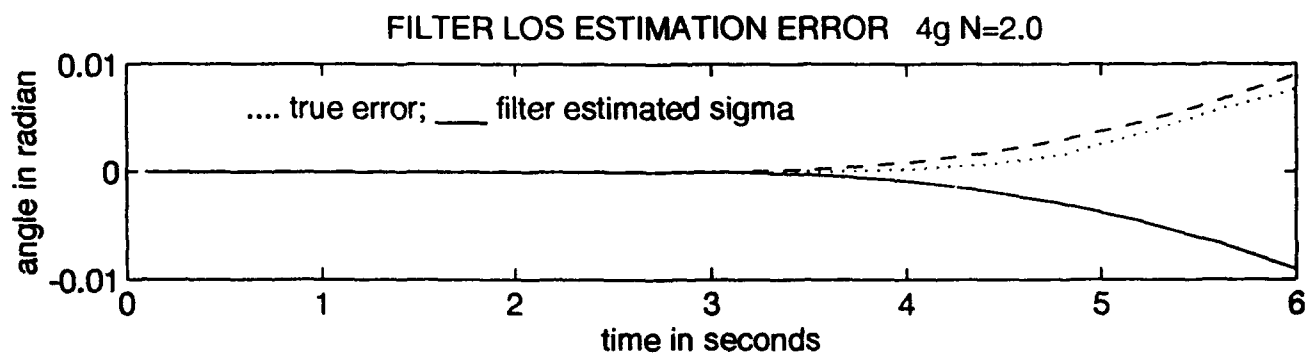 FILTER LOS ESTIMATION ERROR 4g N=2.0
0.01
.... true error; ___ filter estimated sigma
angle in radian
0
-0.01
0 1 2 3 4 5 6
time in seconds